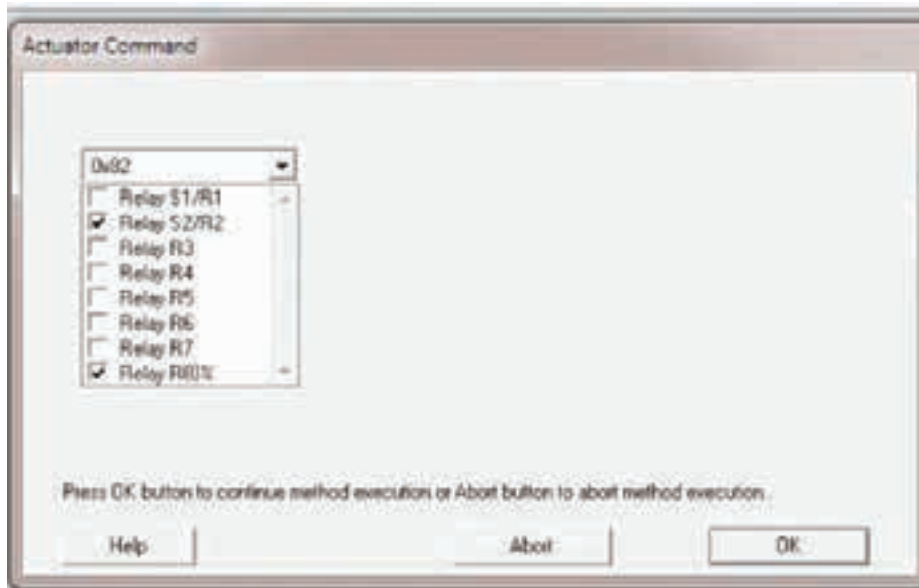 Actuator Command
0x82
Relay S1/R1
Relay S2/R2
Relay R3
Relay R4
Relay R5
Relay R6
Relay R7
Relay
Press OK button to continue method execution or Abort button to abort method execution.
Help
Abort
OK